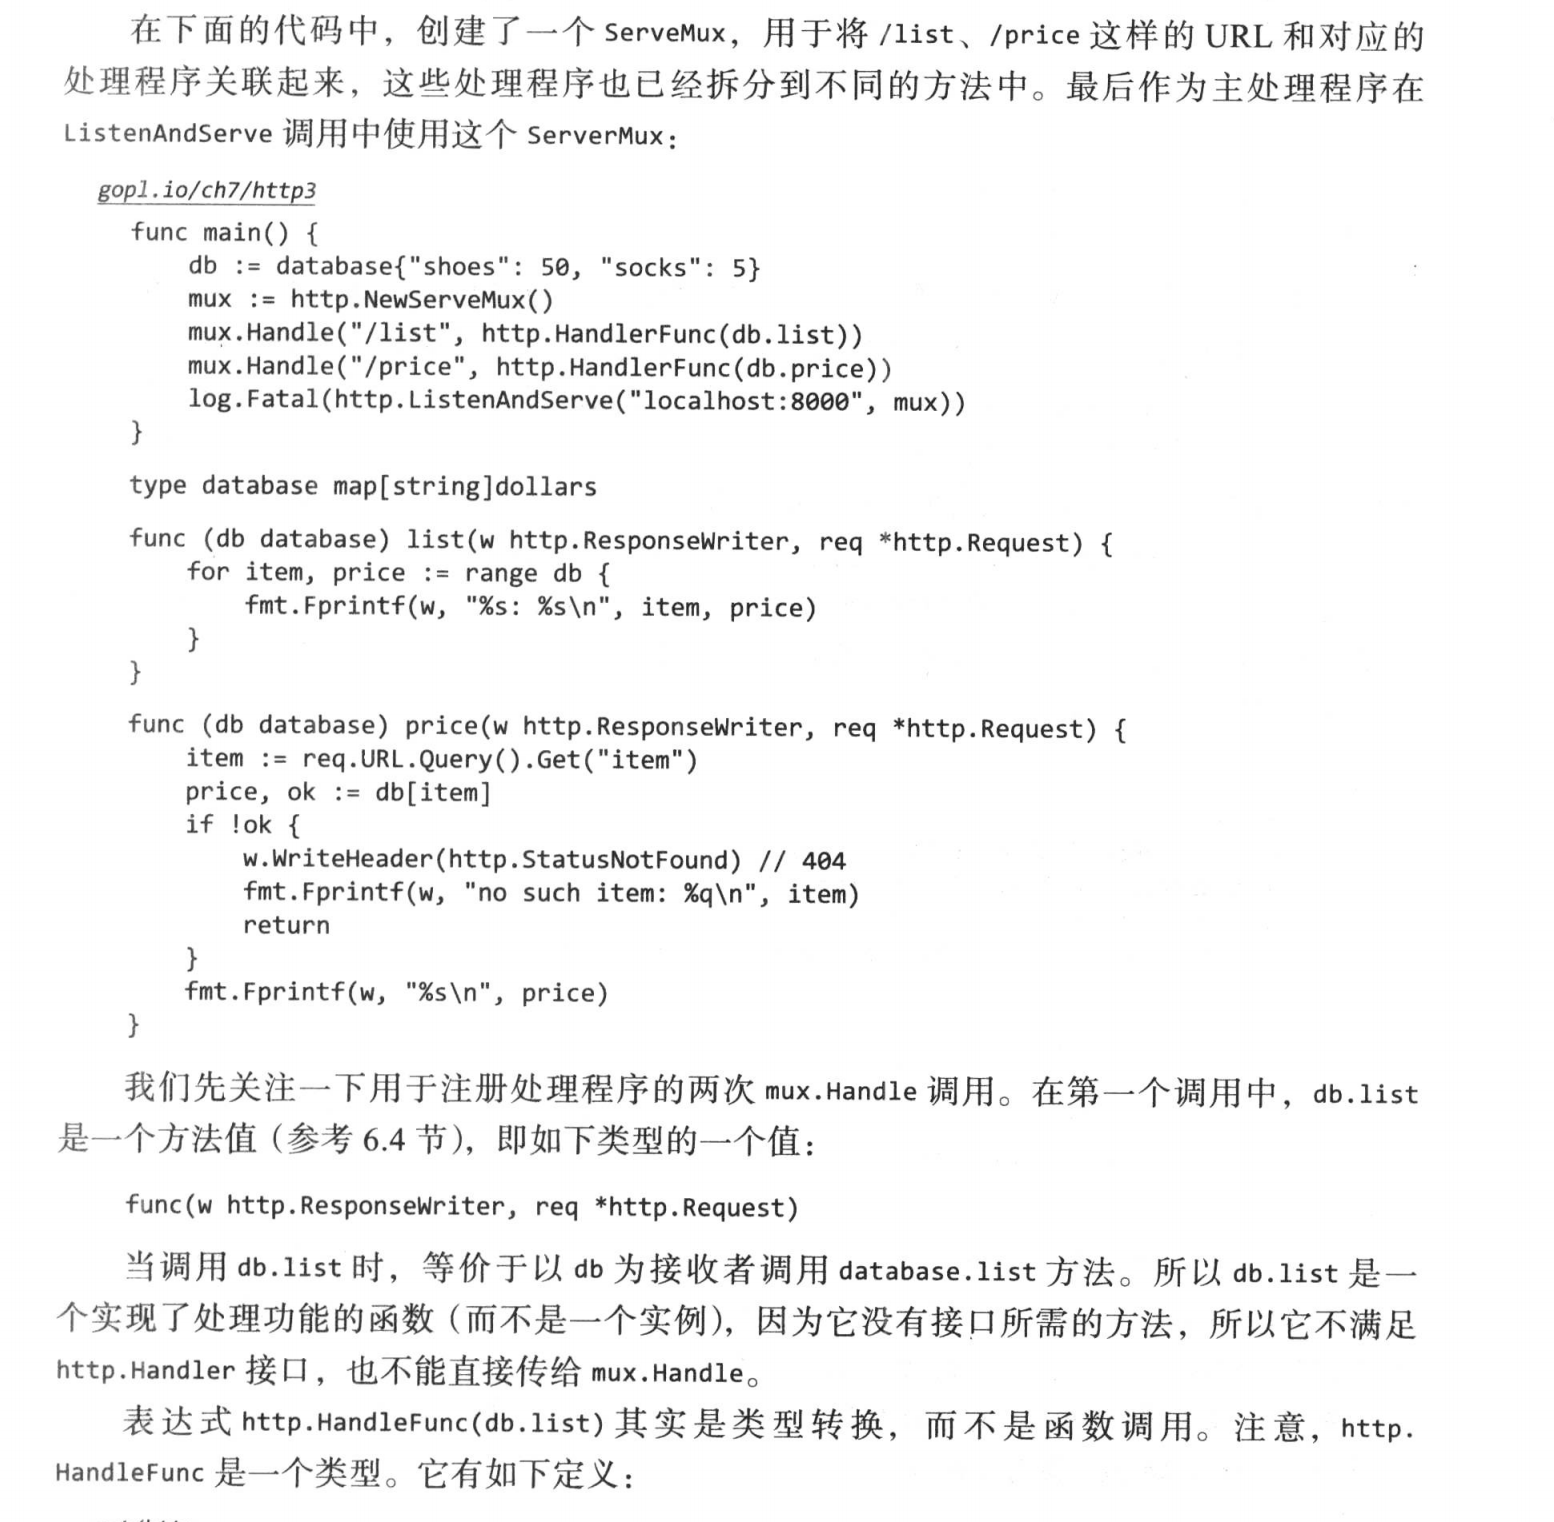 在下面的代码中，创建了一个 ServeMux，用于将 /list、/price 这样的 URL 和对应的
处理程序关联起来，这些处理程序也已经拆分到不同的方法中。最后作为主处理程序在
ListenAndServe 调用中使用这个 ServerMux：
gopl.io/ch7/http3
func main() {
    db := database{"shoes": 50, "socks": 5}
    mux := http.NewServeMux()
    mux.Handle("/list", http.HandlerFunc(db.list))
    mux.Handle("/price", http.HandlerFunc(db.price))
    log.Fatal(http.ListenAndServe("localhost:8000", mux))
}
type database map[string]dollars
func (db database) list(w http.ResponseWriter, req *http.Request) {
    for item, price := range db {
        fmt.Fprintf(w, "%s: %s\n", item, price)
    }
}
func (db database) price(w http.ResponseWriter, req *http.Request) {
    item := req.URL.Query().Get("item")
    price, ok := db[item]
    if !ok {
        w.WriteHeader(http.StatusNotFound) // 404
        fmt.Fprintf(w, "no such item: %q\n", item)
        return
    }
    fmt.Fprintf(w, "%s\n", price)
}
我们先关注一下用于注册处理程序的两次 mux.Handle 调用。在第一个调用中，db.list
是一个方法值（参考 6.4 节），即如下类型的一个值：
func(w http.ResponseWriter, req *http.Request)
当调用 db.list 时，等价于以 db 为接收者调用 database.list 方法。所以 db.list 是一
个实现了处理功能的函数（而不是一个实例），因为它没有接口所需的方法，所以它不满足
http.Handler 接口，也不能直接传给 mux.Handle。
表达式 http.HandleFunc(db.list) 其实是类型转换，而不是函数调用。注意，http.
HandleFunc 是一个类型。它有如下定义：